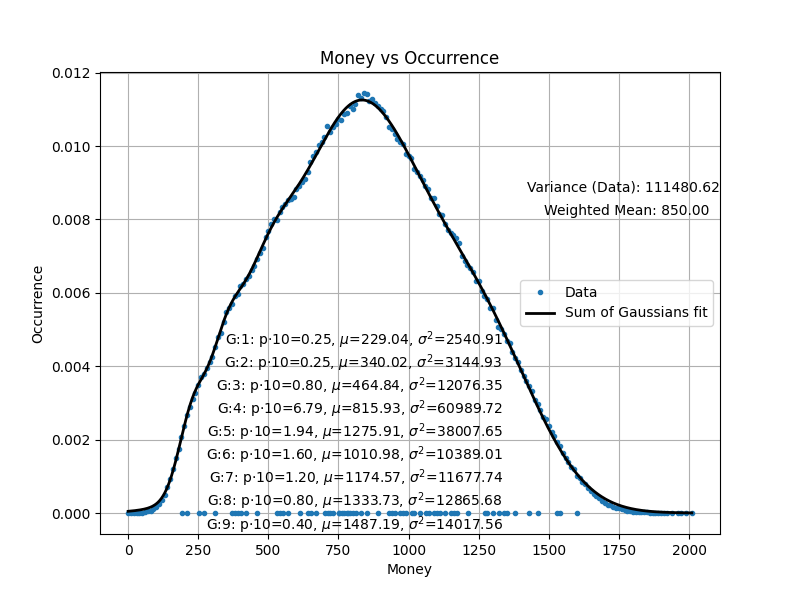 Money vs Occurrence
0.012
0.010
Variance (Data): 111480.62
0.008
Weighted Mean: 850.00
Occurrence
0.006
Data
Sum of Gaussians fit
G:1: p·10=0.25, μ=229.04, σ²=2540.91
0.004
G:2: p·10=0.25, μ=340.02, σ²=3144.93
G:3: p·10=0.80, μ=464.84, σ²=12076.35
G:4: p·10=6.79, μ=815.93, σ²=60989.72
0.002
G:5: p·10=1.94, μ=1275.91, σ²=38007.65
G:6: p·10=1.60, μ=1010.98, σ²=10389.01
G:7: p·10=1.20, μ=1174.57, σ²=11677.74
G:8: p·10=0.80, μ=1333.73, σ²=12865.68
0.000
G:9: p·10=0.40, μ=1487.19, σ²=14017.56
0 250 500 750 1000 1250 1500 1750 2000
Money